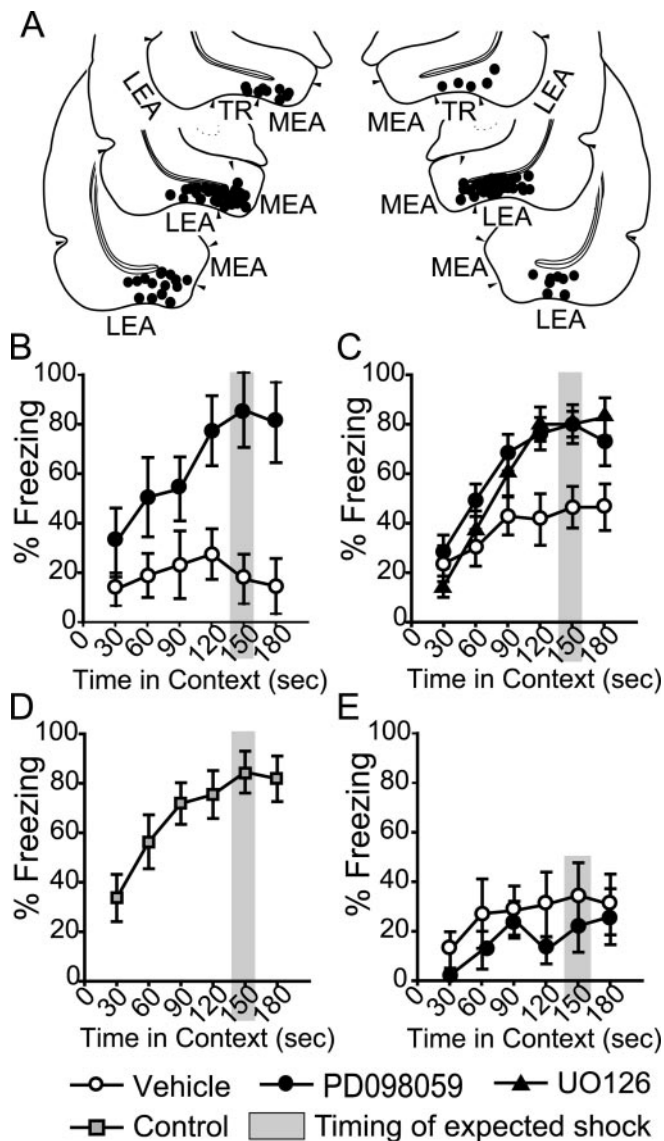 A
LEA
TR
MEA
LEA
MEA
MEA
LEA
MEA
TR
LEA
MEA
LEA
MEA
LEA
B
% Freezing
100
80
60
40
20
0
0 30 60 90 120 150 180
Time in Context (sec)
C
% Freezing
100
80
60
40
20
0
0 30 60 90 120 150 180
Time in Context (sec)
D
% Freezing
100
80
60
40
20
0
0 30 60 90 120 150 180
Time in Context (sec)
E
% Freezing
100
80
60
40
20
0
0 30 60 90 120 150 180
Time in Context (sec)
Vehicle PD098059 UO126
Control Timing of expected shock